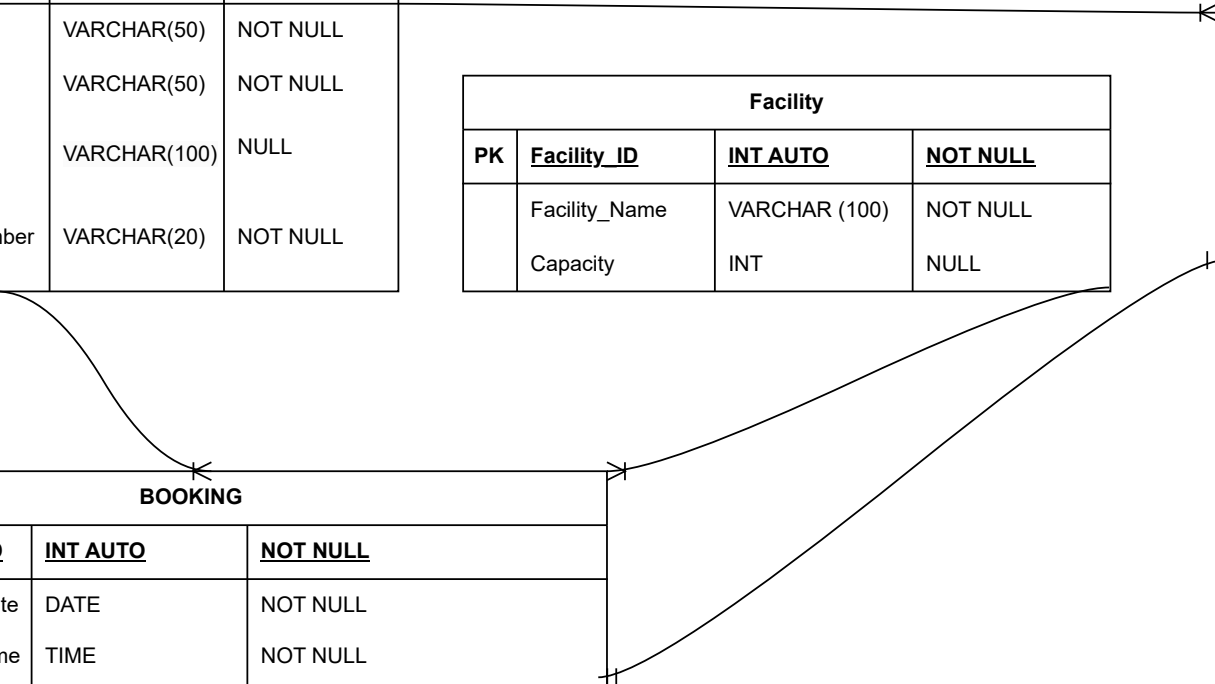 VARCHAR(50) NOT NULL
VARCHAR(50) NOT NULL
VARCHAR(100) NULL
VARCHAR(20) NOT NULL
Facility
PK Facility_ID INT AUTO NOT NULL
Facility_Name VARCHAR (100) NOT NULL
Capacity INT NULL
BOOKING
INT AUTO NOT NULL
DATE NOT NULL
TIME NOT NULL